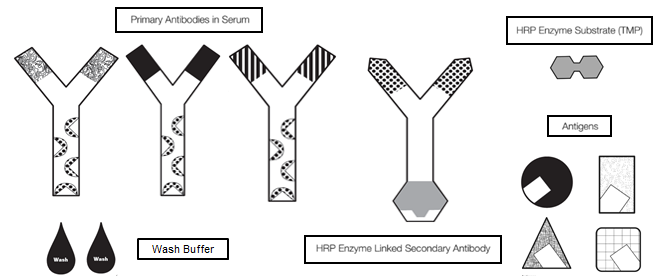 Primary Antibodies in Serum
HRP Enzyme Substrate (TMP)
Antigens
Wash
Wash
Wash Buffer
HRP Enzyme Linked Secondary Antibody